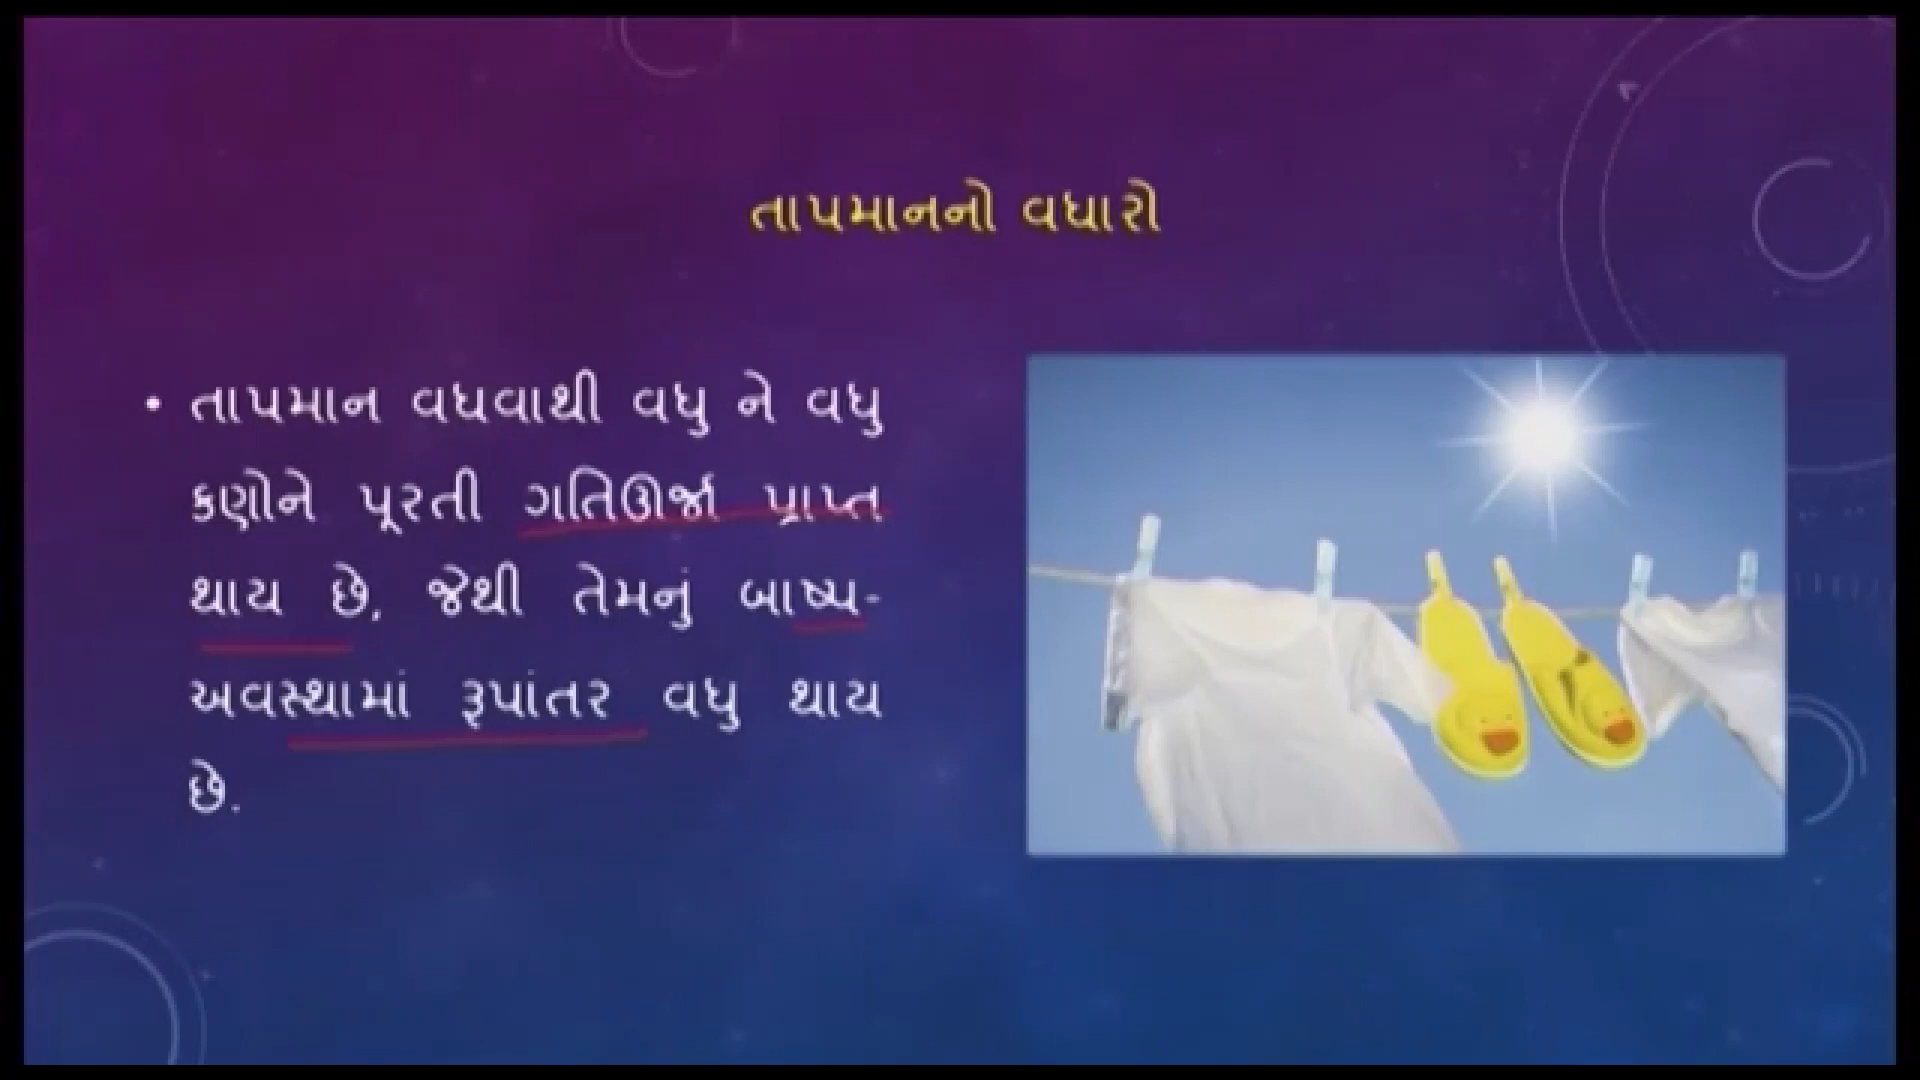 તાપમાનનો વધારો
• તાપમાન વધવાથી વધુ ને વધુ
કણોને પૂરતી ગતિઊર્જા પ્રાપ્ત
થાય છે. જેથી તેમનું બાષ્પ-
અવસ્થામાં રૂપાંતર વધુ થાય
છે.